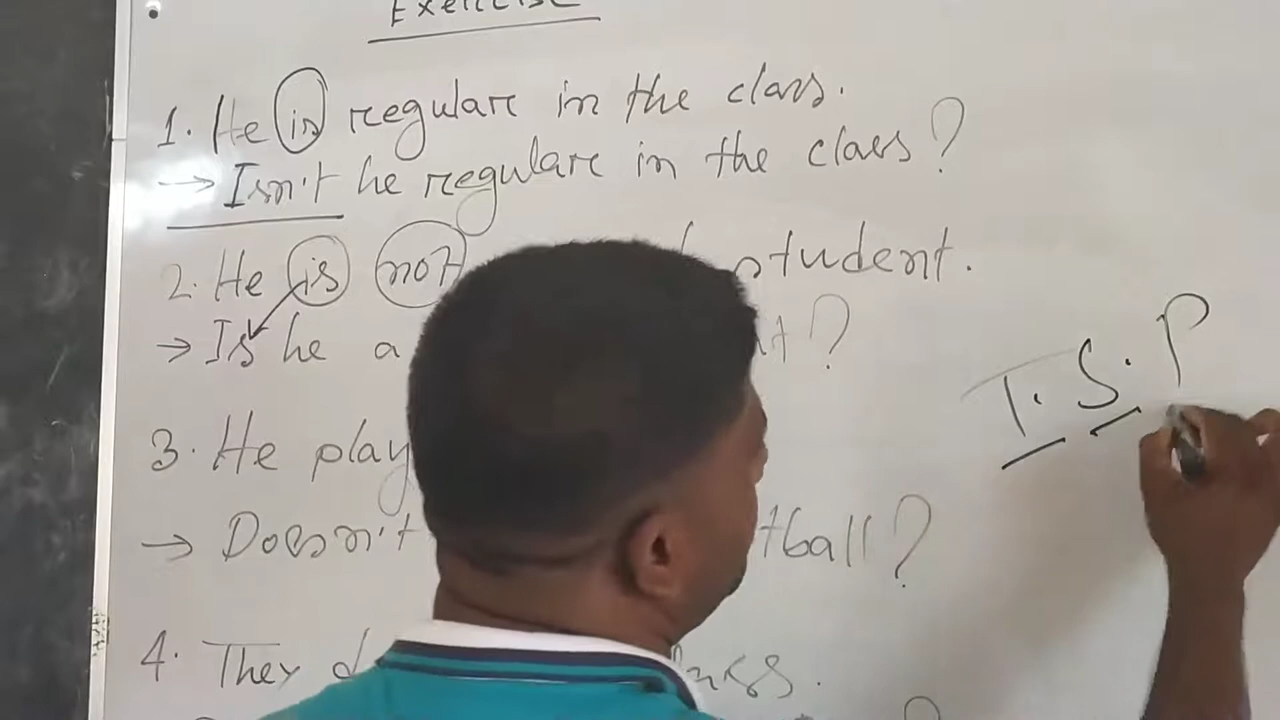 Exercise
1. He is regulare in the class.
→ Isn't he regulare in the class?
2. He is not student.
→ Is he a ?
3. He play
→ Doesn't tball?
4. They
T. S. P